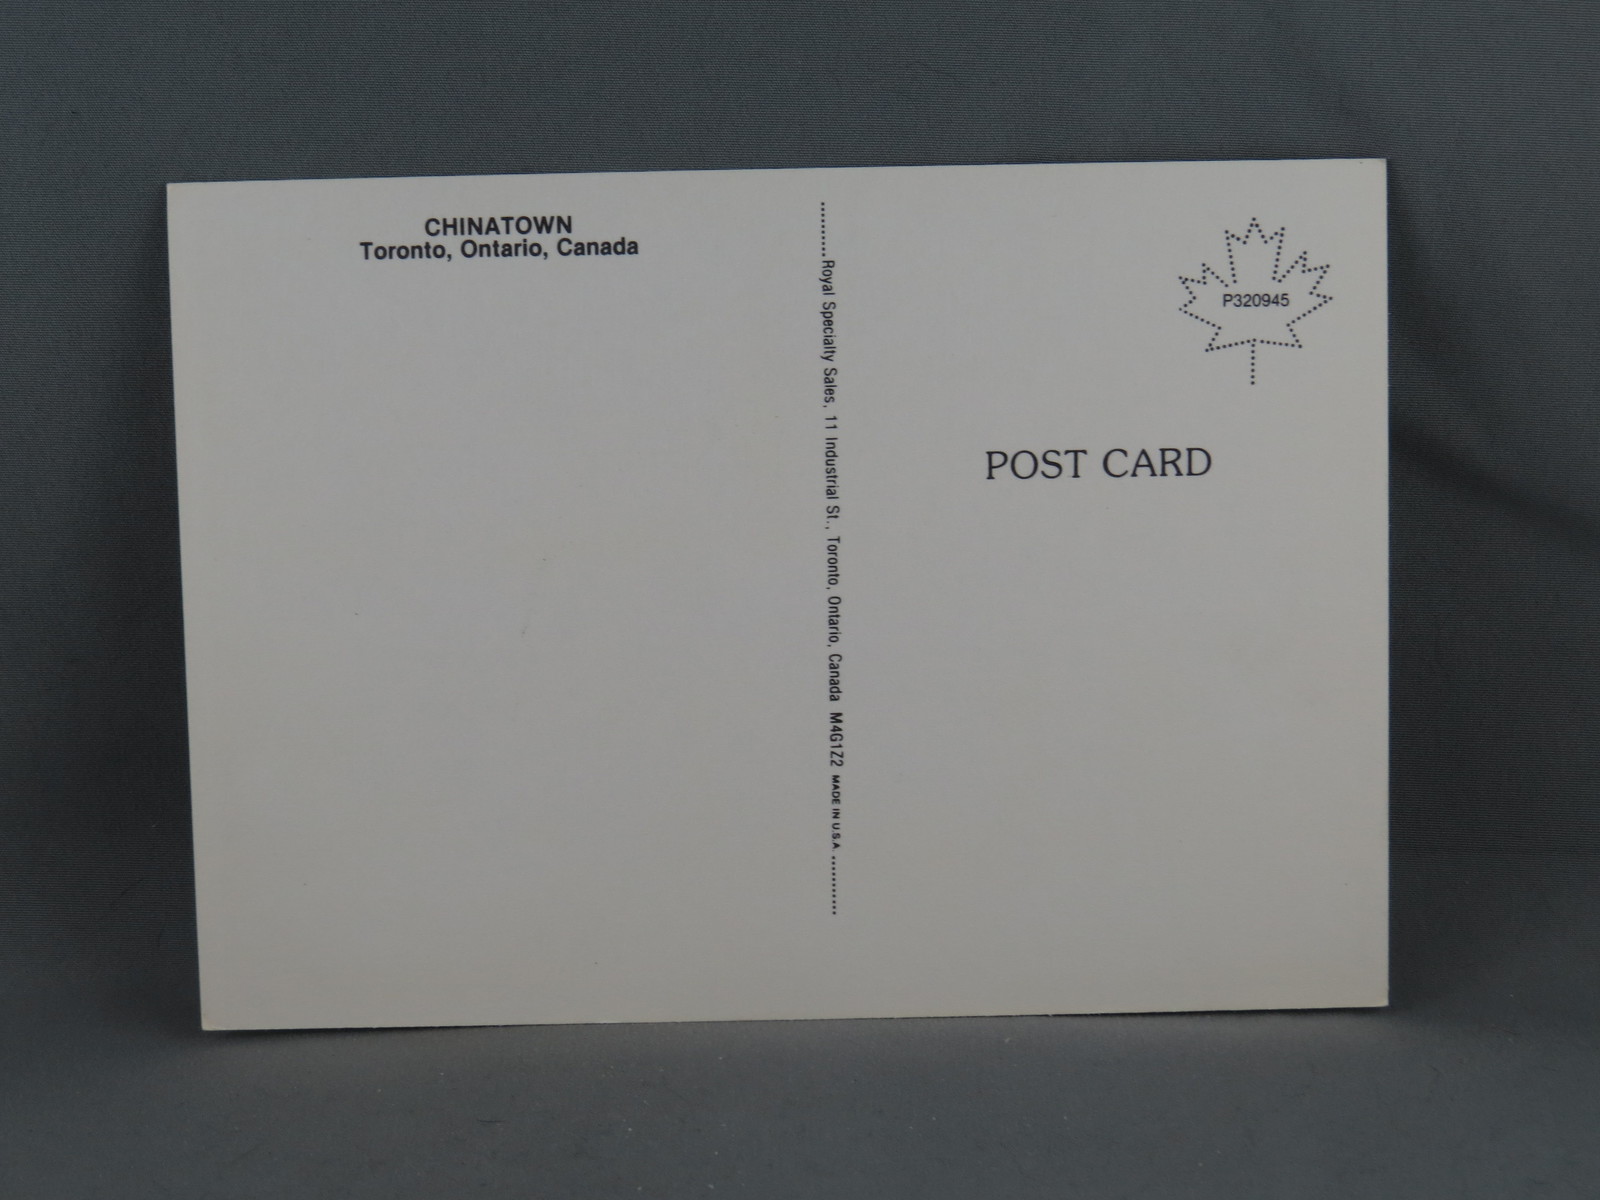 CHINATOWN
Toronto, Ontario, Canada
Royal Specialty Sales, 11 Industrial St., Toronto, Ontario, Canada M4G1Z2 MADE IN U.S.A.
P320945
POST CARD